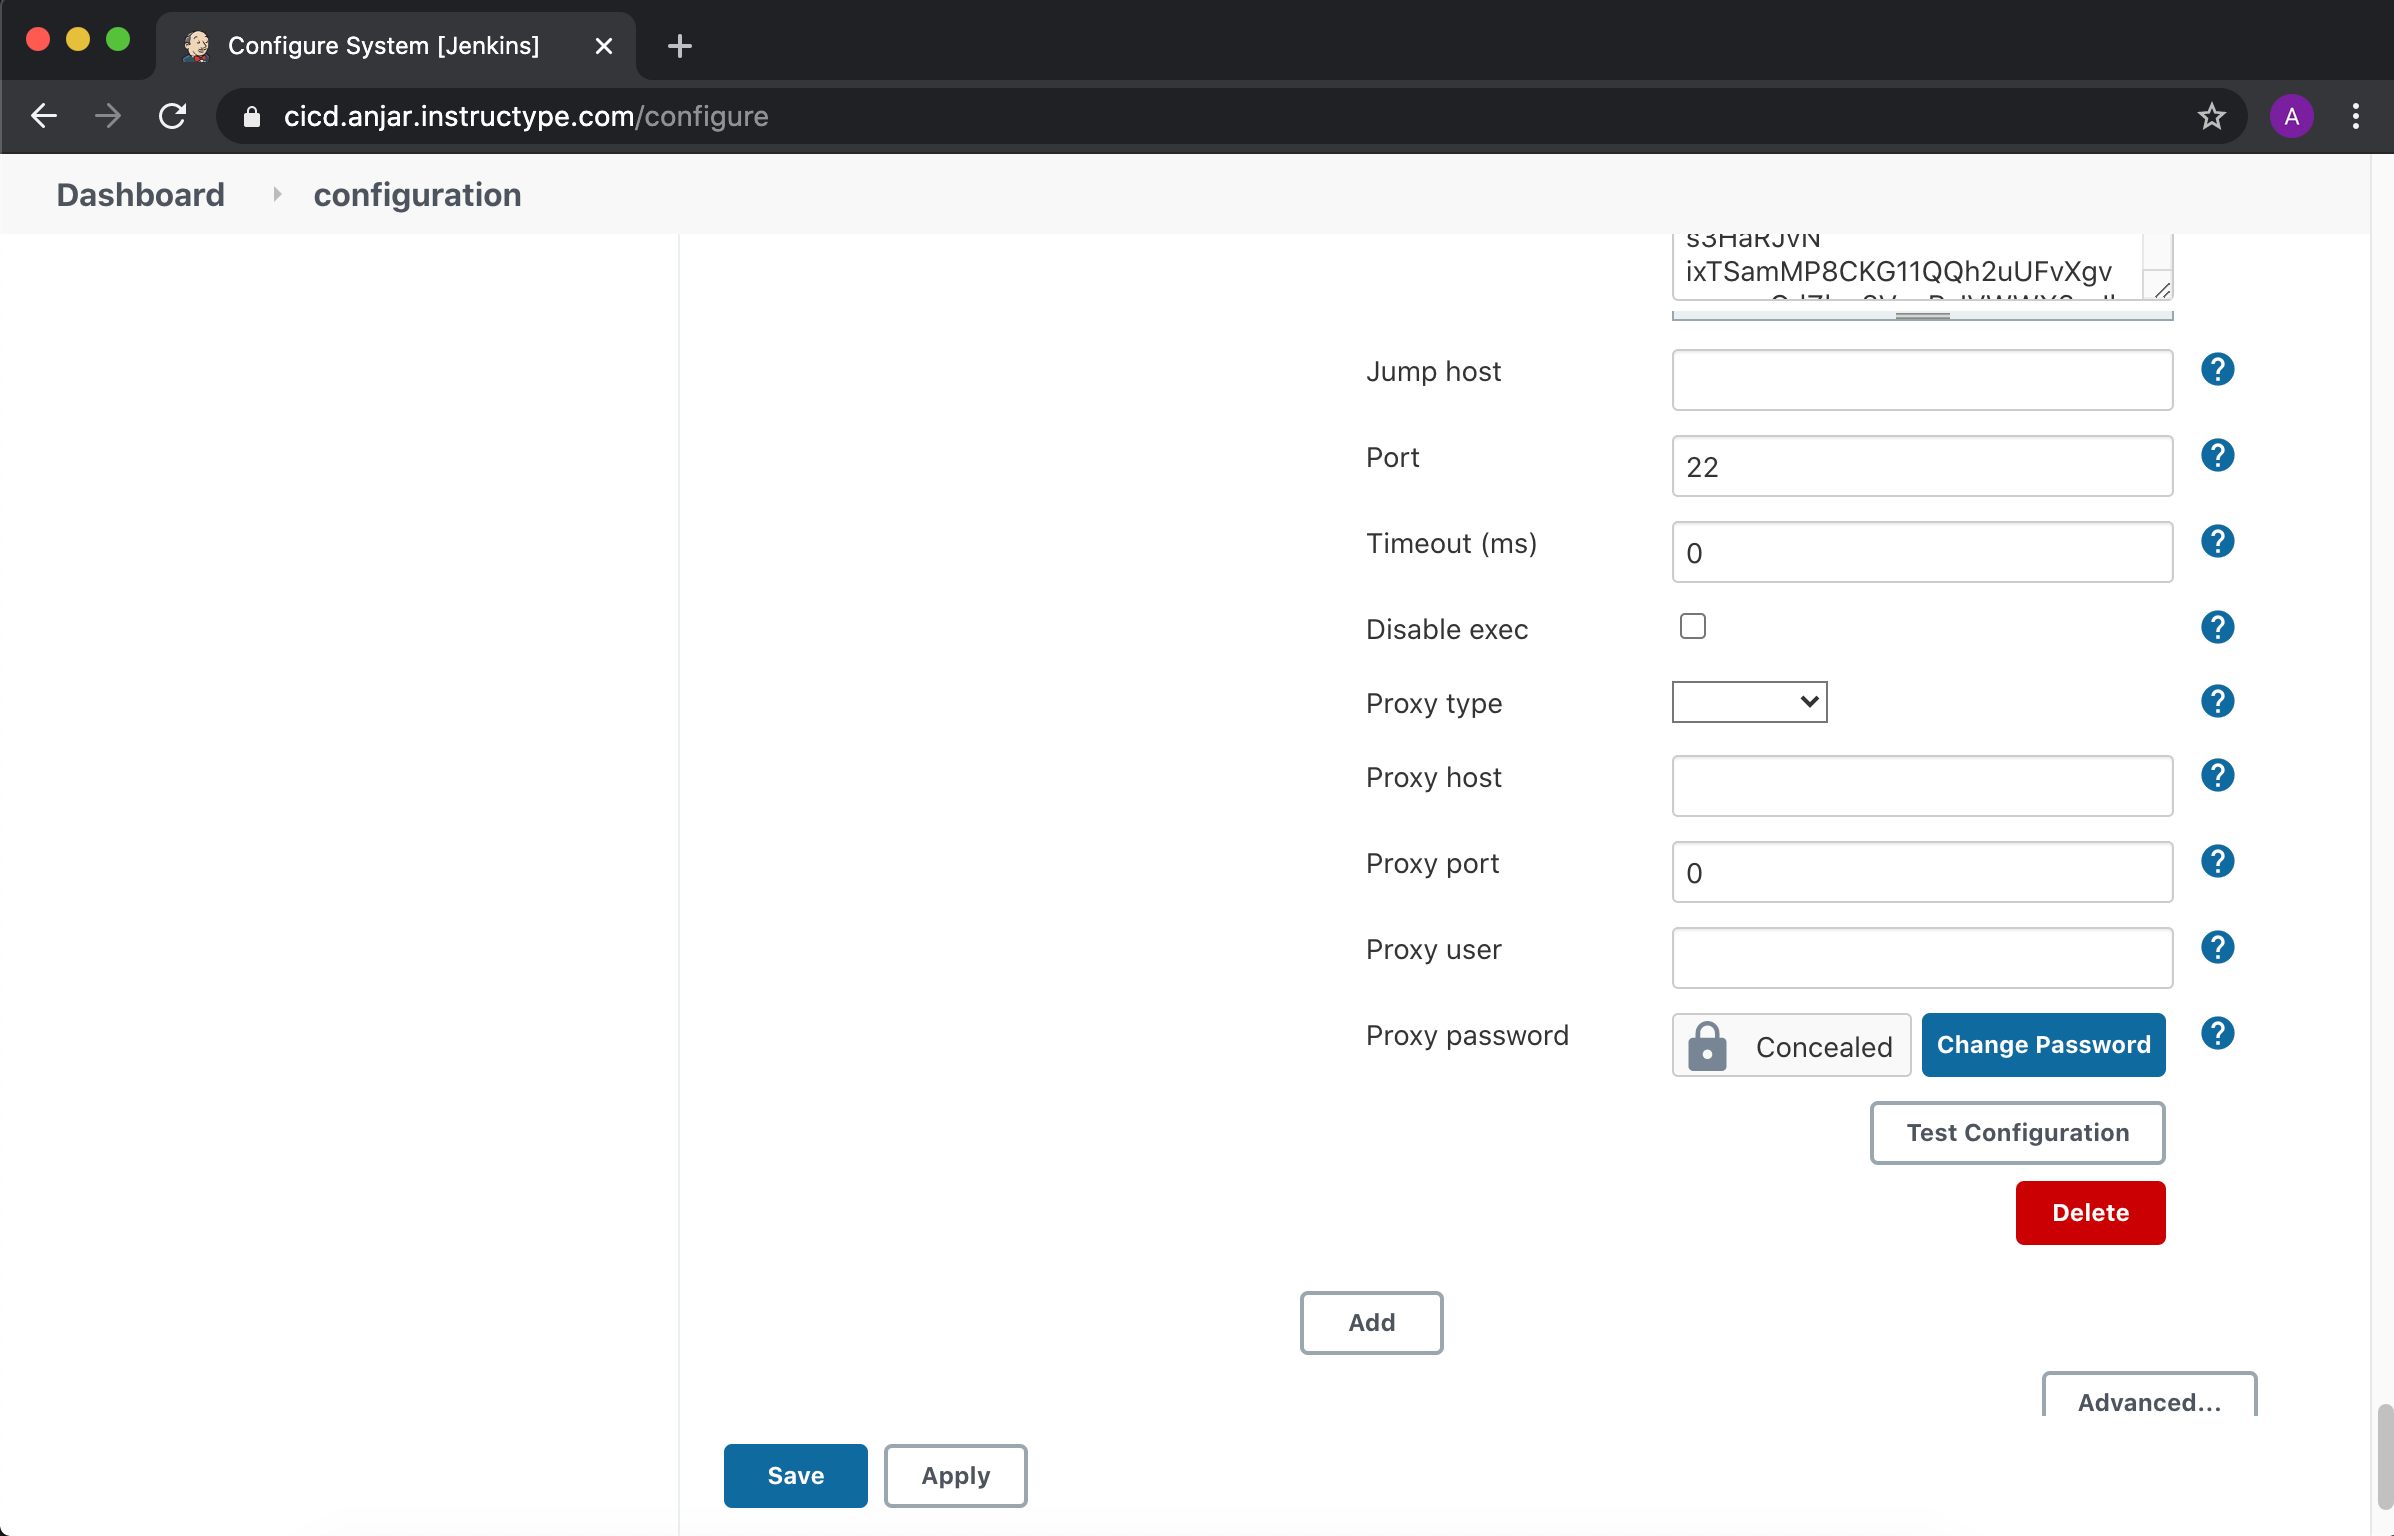 Configure System [Jenkins]
cicd.anjar.instructype.com/configure
A
Dashboard
configuration
s3HaRJvN
ixTSamMP8CKG11QQh2uUFvXgv
Jump host
?
Port
22
?
Timeout (ms)
0
?
Disable exec
?
Proxy type
?
Proxy host
?
Proxy port
0
?
Proxy user
?
Proxy password
Concealed
Change Password
?
Test Configuration
Delete
Add
Advanced...
Save
Apply